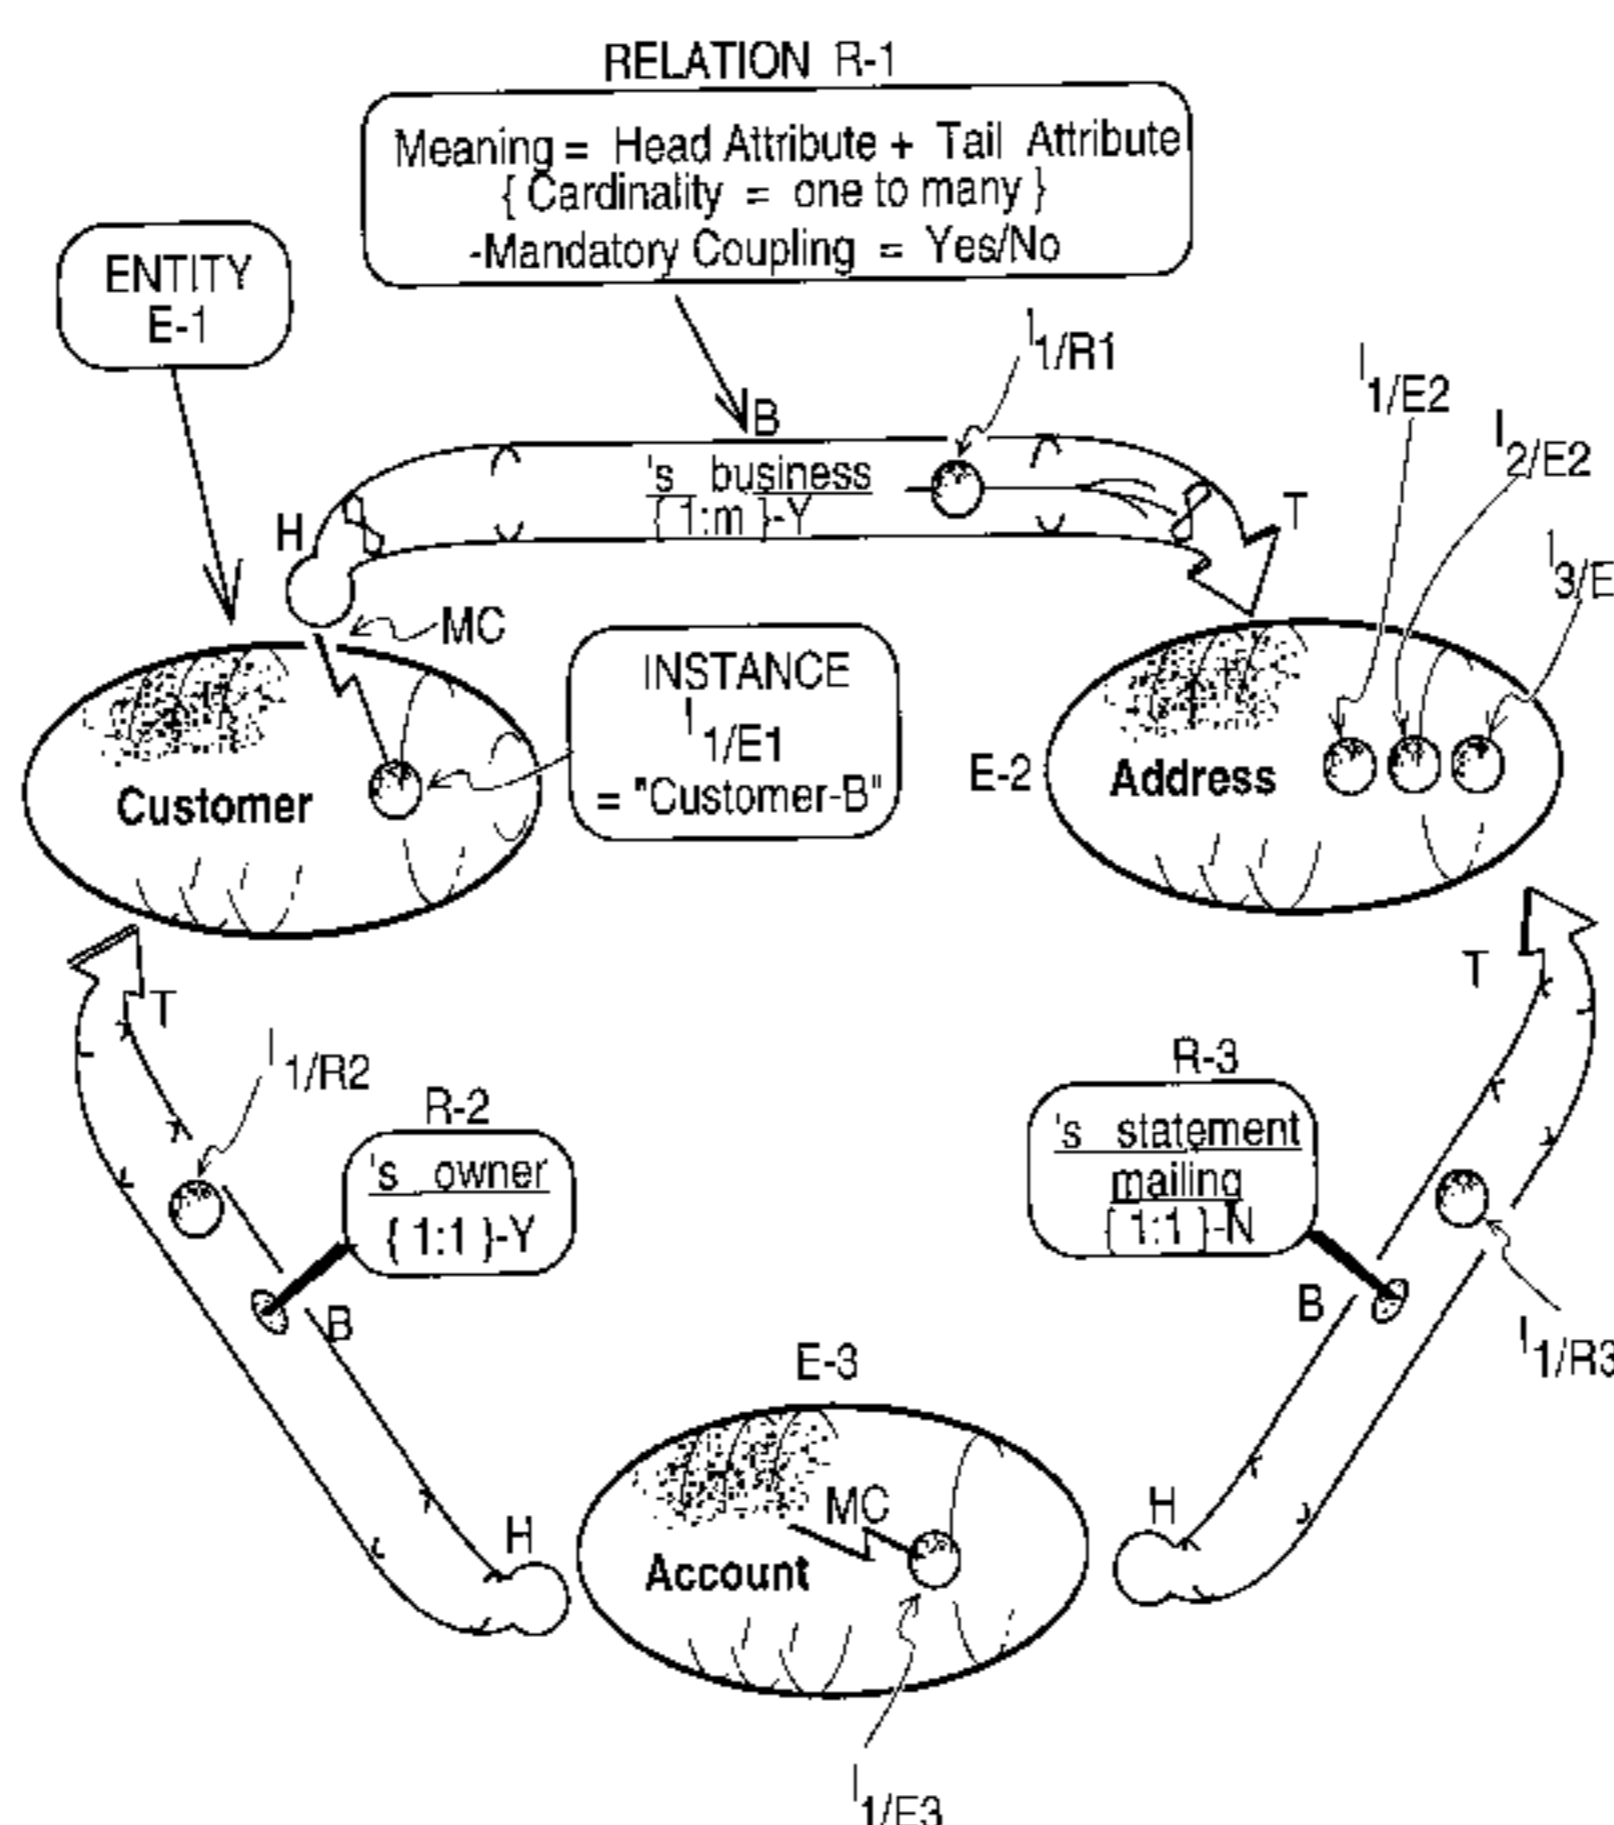 RELATION R-1
Meaning = Head Attribute + Tail Attribute
{ Cardinality = one to many }
-Mandatory Coupling = Yes/No
ENTITY
E-1
I1/R1
I1/E2
I2/E2
I3/E
B
's business
{ 1:m }-Y
H
T
MC
INSTANCE
I1/E1
= "Customer-B"
Customer
E-2
Address
T
T
I1/R2
R-2
's owner
{ 1:1 }-Y
R-3
's statement
mailing
{ 1:1 }-N
B
B
I1/R3
E-3
MC
Account
H
H
I1/E3